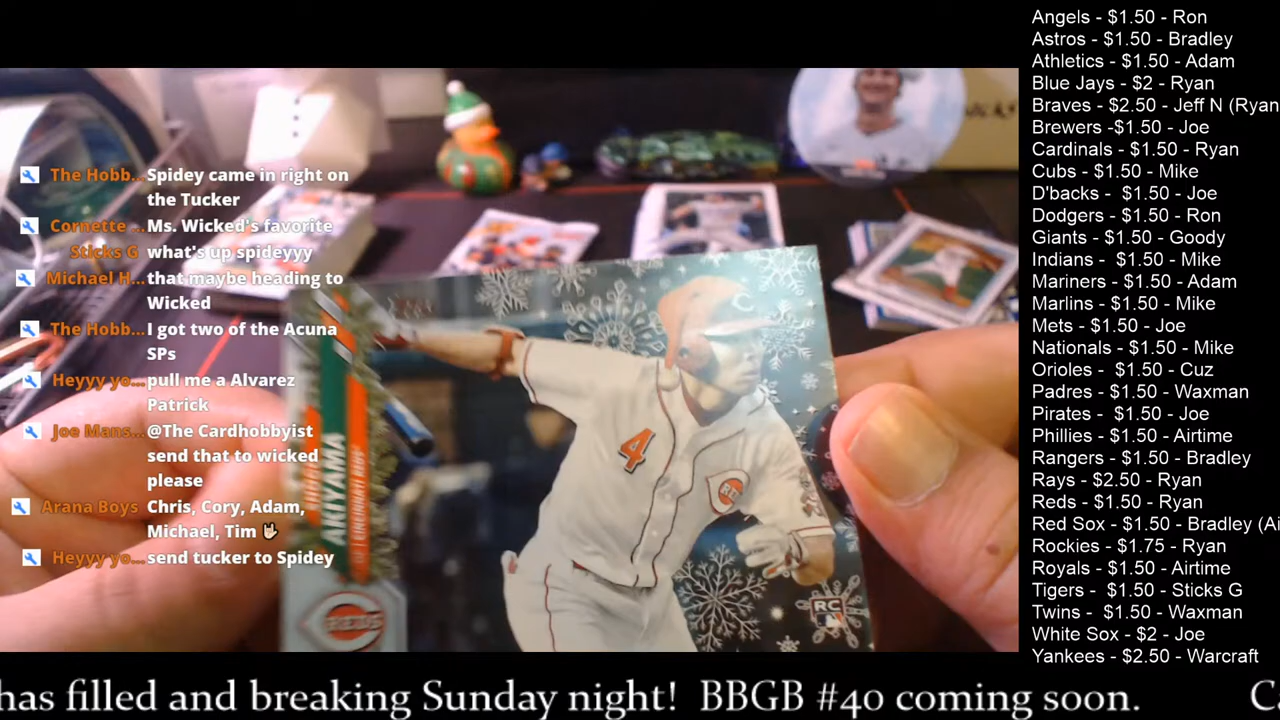 The Hobb... Spidey came in right on
the Tucker
Cornette ... Ms. Wicked's favorite
Sticks G what's up spideyyy
Michael H... that maybe heading to
Wicked
The Hobb... I got two of the Acuna
SPs
Heyyy yo... pull me a Alvarez
Patrick
Joe Mans... @The Cardhobbyist
send that to wicked
please
Arana Boys Chris, Cory, Adam,
Michael, Tim 🤘🏻
Heyyy yo... send tucker to Spidey
AKIYAMA
CINCINNATI REDS
REDS
4
REDS
RC
Angels - $1.50 - Ron
Astros - $1.50 - Bradley
Athletics - $1.50 - Adam
Blue Jays - $2 - Ryan
Braves - $2.50 - Jeff N (Ryan
Brewers -$1.50 - Joe
Cardinals - $1.50 - Ryan
Cubs - $1.50 - Mike
D'backs - $1.50 - Joe
Dodgers - $1.50 - Ron
Giants - $1.50 - Goody
Indians - $1.50 - Mike
Mariners - $1.50 - Adam
Marlins - $1.50 - Mike
Mets - $1.50 - Joe
Nationals - $1.50 - Mike
Orioles - $1.50 - Cuz
Padres - $1.50 - Waxman
Pirates - $1.50 - Joe
Phillies - $1.50 - Airtime
Rangers - $1.50 - Bradley
Rays - $2.50 - Ryan
Reds - $1.50 - Ryan
Red Sox - $1.50 - Bradley (Ai
Rockies - $1.75 - Ryan
Royals - $1.50 - Airtime
Tigers - $1.50 - Sticks G
Twins - $1.50 - Waxman
White Sox - $2 - Joe
Yankees - $2.50 - Warcraft
has filled and breaking Sunday night! BBGB #40 coming soon.